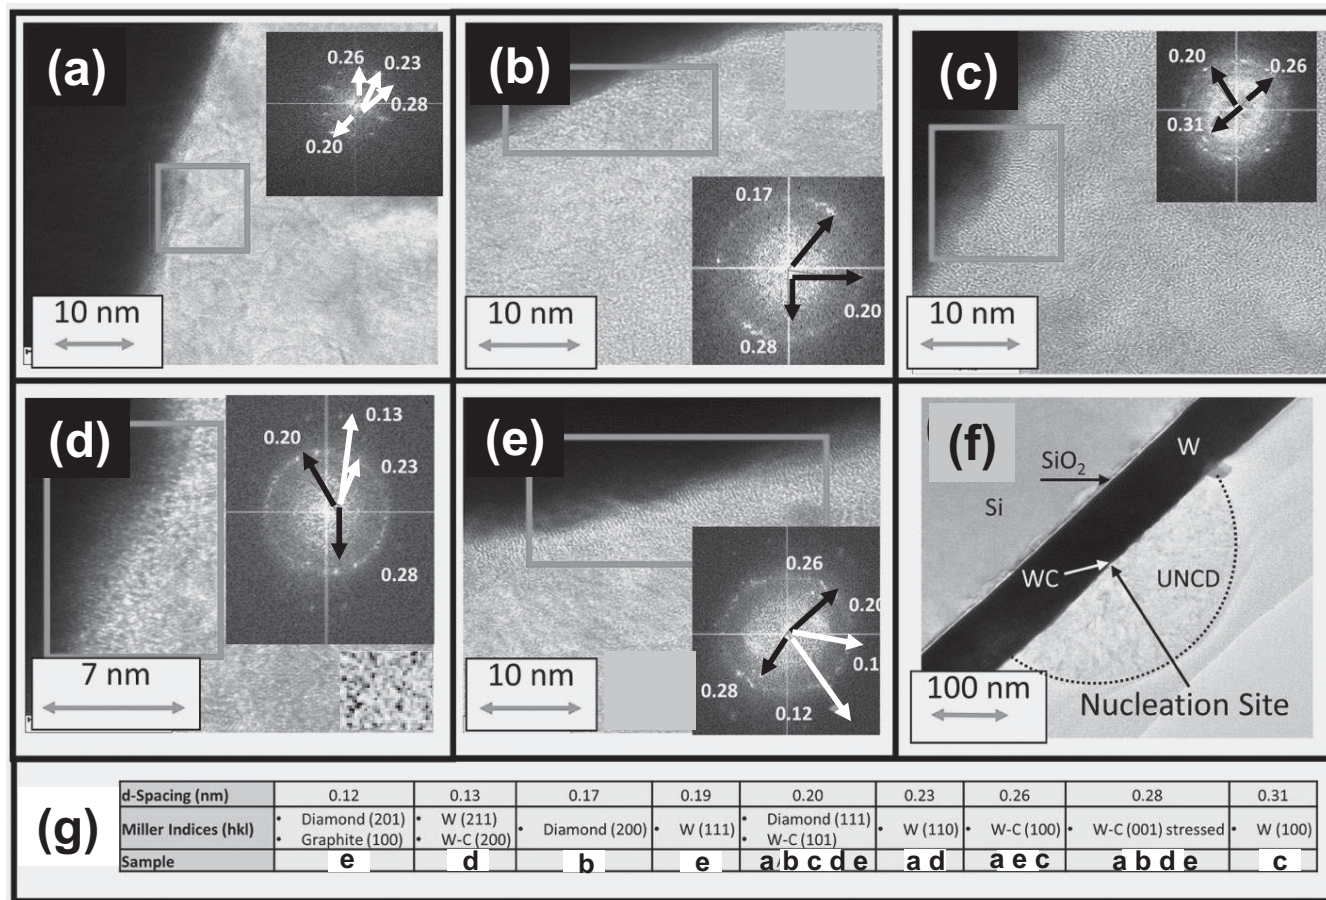 (a)
0.26
0.23
0.28
0.20
10 nm
(b)
0.17
0.20
0.28
10 nm
(c)
0.20
0.26
0.31
10 nm
(d)
0.13
0.20
0.23
0.28
7 nm
(e)
0.26
0.20
0.1
0.28
0.12
10 nm
(f)
W
SiO2
Si
WC
UNCD
100 nm
Nucleation Site
(g)
d-Spacing (nm) 0.12 0.13 0.17 0.19 0.20 0.23 0.26 0.28 0.31
Miller Indices (hkl)
• Diamond (201)
• Graphite (100)
• W (211)
• W-C (200)
• Diamond (200)
• W (111)
• Diamond (111)
• W-C (101)
• W (110)
• W-C (100)
• W-C (001) stressed
• W (100)
Sample e d b e a b c d e a d a e c a b d e c